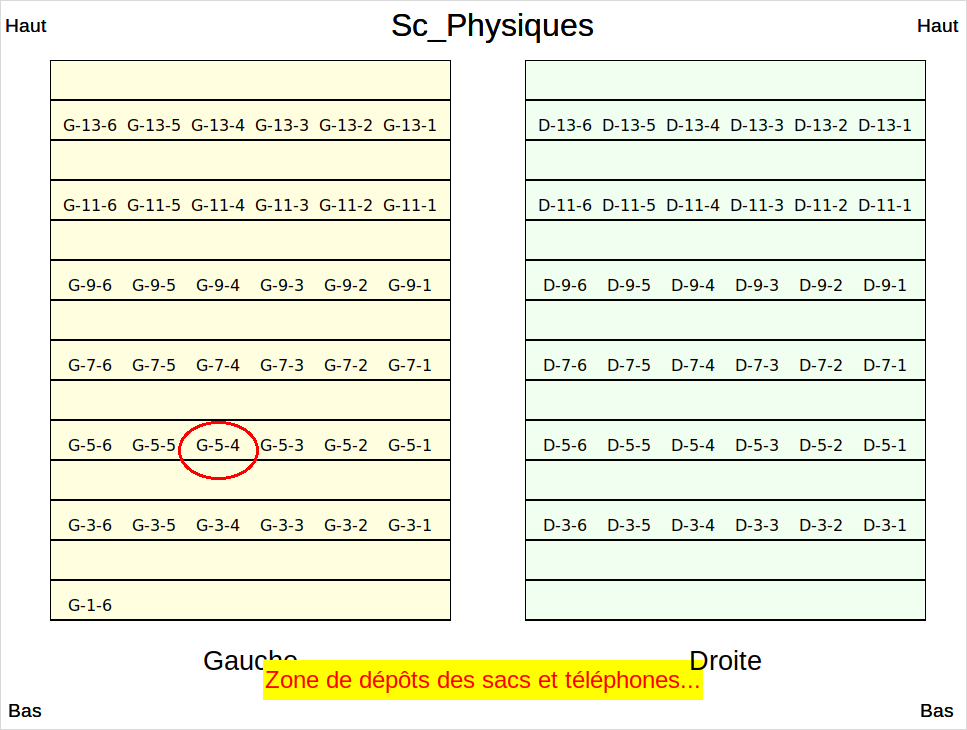 Sc_Physiques
Haut Haut
G-13-6 G-13-5 G-13-4 G-13-3 G-13-2 G-13-1 D-13-6 D-13-5 D-13-4 D-13-3 D-13-2 D-13-1
G-11-6 G-11-5 G-11-4 G-11-3 G-11-2 G-11-1 D-11-6 D-11-5 D-11-4 D-11-3 D-11-2 D-11-1
G-9-6 G-9-5 G-9-4 G-9-3 G-9-2 G-9-1 D-9-6 D-9-5 D-9-4 D-9-3 D-9-2 D-9-1
G-7-6 G-7-5 G-7-4 G-7-3 G-7-2 G-7-1 D-7-6 D-7-5 D-7-4 D-7-3 D-7-2 D-7-1
G-5-6 G-5-5 G-5-4 G-5-3 G-5-2 G-5-1 D-5-6 D-5-5 D-5-4 D-5-3 D-5-2 D-5-1
G-3-6 G-3-5 G-3-4 G-3-3 G-3-2 G-3-1 D-3-6 D-3-5 D-3-4 D-3-3 D-3-2 D-3-1
G-1-6
Gauche Droite
Zone de dépôts des sacs et téléphones...
Bas Bas